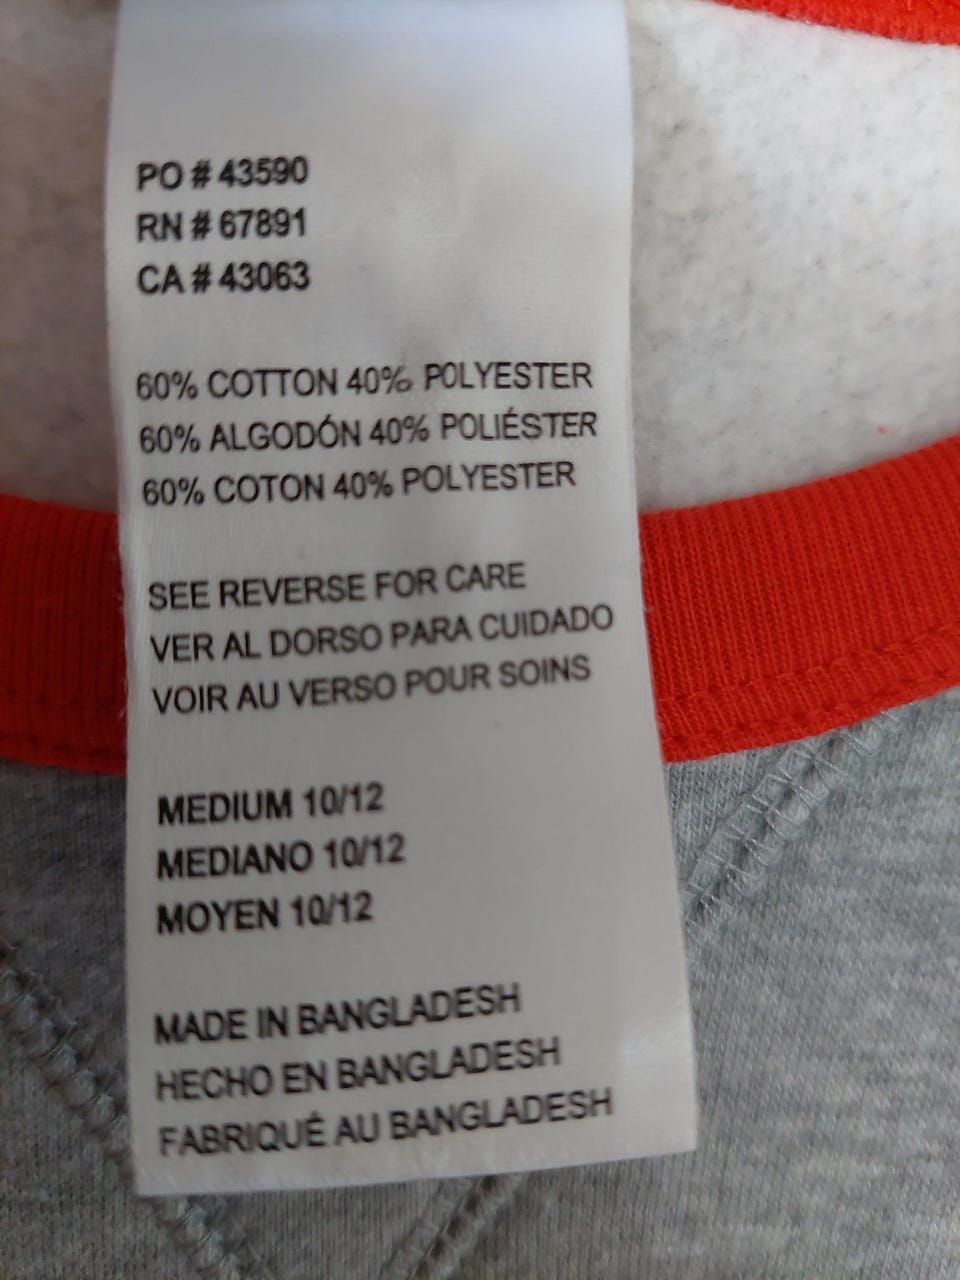 PO # 43590
RN # 67891
CA # 43063
60% COTTON 40% POLYESTER
60% ALGODÓN 40% POLIÉSTER
60% COTON 40% POLYESTER
SEE REVERSE FOR CARE
VER AL DORSO PARA CUIDADO
VOIR AU VERSO POUR SOINS
MEDIUM 10/12
MEDIANO 10/12
MOYEN 10/12
MADE IN BANGLADESH
HECHO EN BANGLADESH
FABRIQUÉ AU BANGLADESH